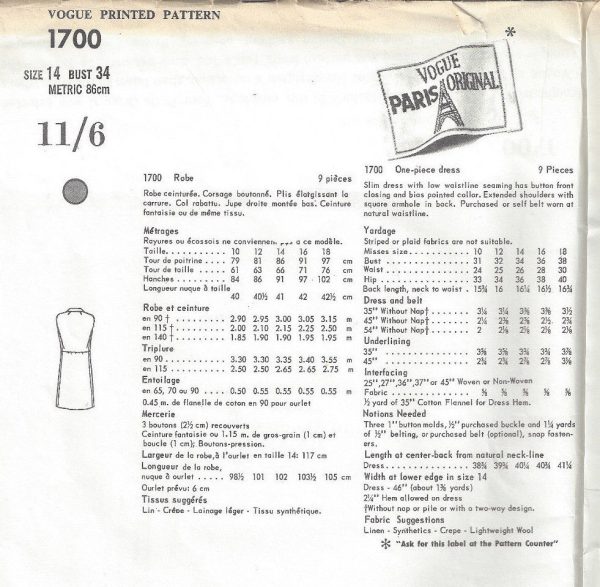 VOGUE PRINTED PATTERN
1700
SIZE 14 BUST 34
METRIC 86cm
11/6
VOGUE
PARIS ORIGINAL
1700 Robe 9 pièces
Robe ceinturée. Corsage boutonné. Plis élargissant la
carrure. Col rabattu. Jupe droite montée bas. Ceinture
fantaisie ou de même tissu.
Métrages
Rayures ou écossais ne conviennen. a ce modèle.
Taille 10 12 14 16 18
Tour de poitrine 79 81 86 91 97 cm
Tour de taille 61 63 66 71 76 cm
Hanches 84 86 91 97 102 cm
Longueur nuque à taille
40 40½ 41 42 42½ cm
Robe et ceinture
en 90 † 2.90 2.95 3.00 3.05 3.15 m
en 115 † 2.00 2.10 2.15 2.25 2.50 m
en 140 † 1.85 1.90 1.90 1.95 1.95 m
Triplure
en 90 3.30 3.30 3.35 3.40 3.55 m
en 115 2.50 2.50 2.65 2.65 2.75 m
Entoilage
en 65, 70 ou 90 0.50 0.55 0.55 0.55 0.55 m
0.45 m. de flanelle de coton en 90 pour ourlet
Mercerie
3 boutons (2½ cm) recouverts
Ceinture fantaisie ou 1.15 m. de gros-grain (1 cm) et
boucle (1 cm); Boutons-pression.
Largeur de la robe, à l'ourlet en taille 14: 117 cm
Longueur de la robe,
nuque à ourlet 98½ 101 102 103½ 105 cm
Ourlet prévu: 6 cm
Tissus suggérés
Lin - Crêpe - Lainage léger - Tissu synthétique.
1700 One-piece dress 9 Pieces
Slim dress with low waistline seaming has button front
closing and bias pointed collar. Extended shoulders with
square armhole in back. Purchased or self belt worn at
natural waistline.
Yardage
Striped or plaid fabrics are not suitable.
Misses size 10 12 14 16 18
Bust 31 32 34 36 38
Waist 24 25 26 28 30
Hip 33 34 36 38 40
Back length, neck to waist 15¾ 16 16¼ 16½ 16¾
Dress and belt
35" Without Nap† 3¼ 3¼ 3⅜ 3⅜ 3½
45" Without Nap† 2¼ 2⅜ 2⅜ 2½ 2¾
54" Without Nap† 2 2⅛ 2⅛ 2⅛ 2⅛
Underlining
35" 3⅝ 3⅝ 3¾ 3¾ 3⅞
45" 2¾ 2¾ 2⅞ 2⅞ 3
Interfacing
25",27",36",37" or 45" Woven or Non-Woven
Fabric
½ yard of 35" Cotton Flannel for Dress Hem.
Notions Needed
Three 1" button molds, ½" purchased buckle and 1¼ yards
of ½" belting, or purchased belt (optional), snap fasten-
ers.
Length at center-back from natural neck-line
Dress 38¾ 39¾ 40¼ 40¾ 41¼
Width at lower edge in size 14
Dress - 46" (about 1⅜ yards)
2¼" Hem allowed on dress
†Without nap or pile or with a two-way design.
Fabric Suggestions
Linen - Synthetics - Crepe - Lightweight Wool
* "Ask for this label at the Pattern Counter"